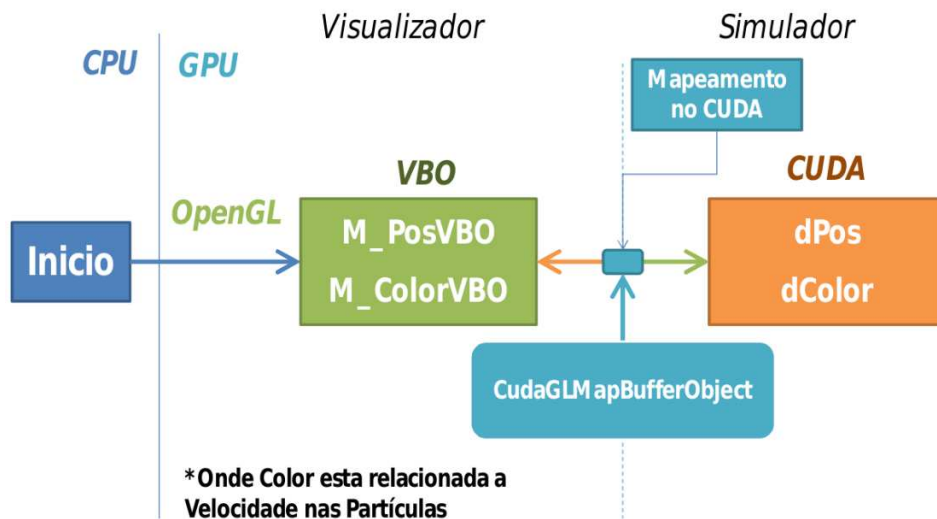 Visualizador
Simulador
CPU
GPU
Mapeamento
no CUDA
VBO
CUDA
OpenGL
Inicio
M_PosVBO
M_ColorVBO
dPos
dColor
CudaGLMapBufferObject
*Onde Color esta relacionada a
Velocidade nas Partículas